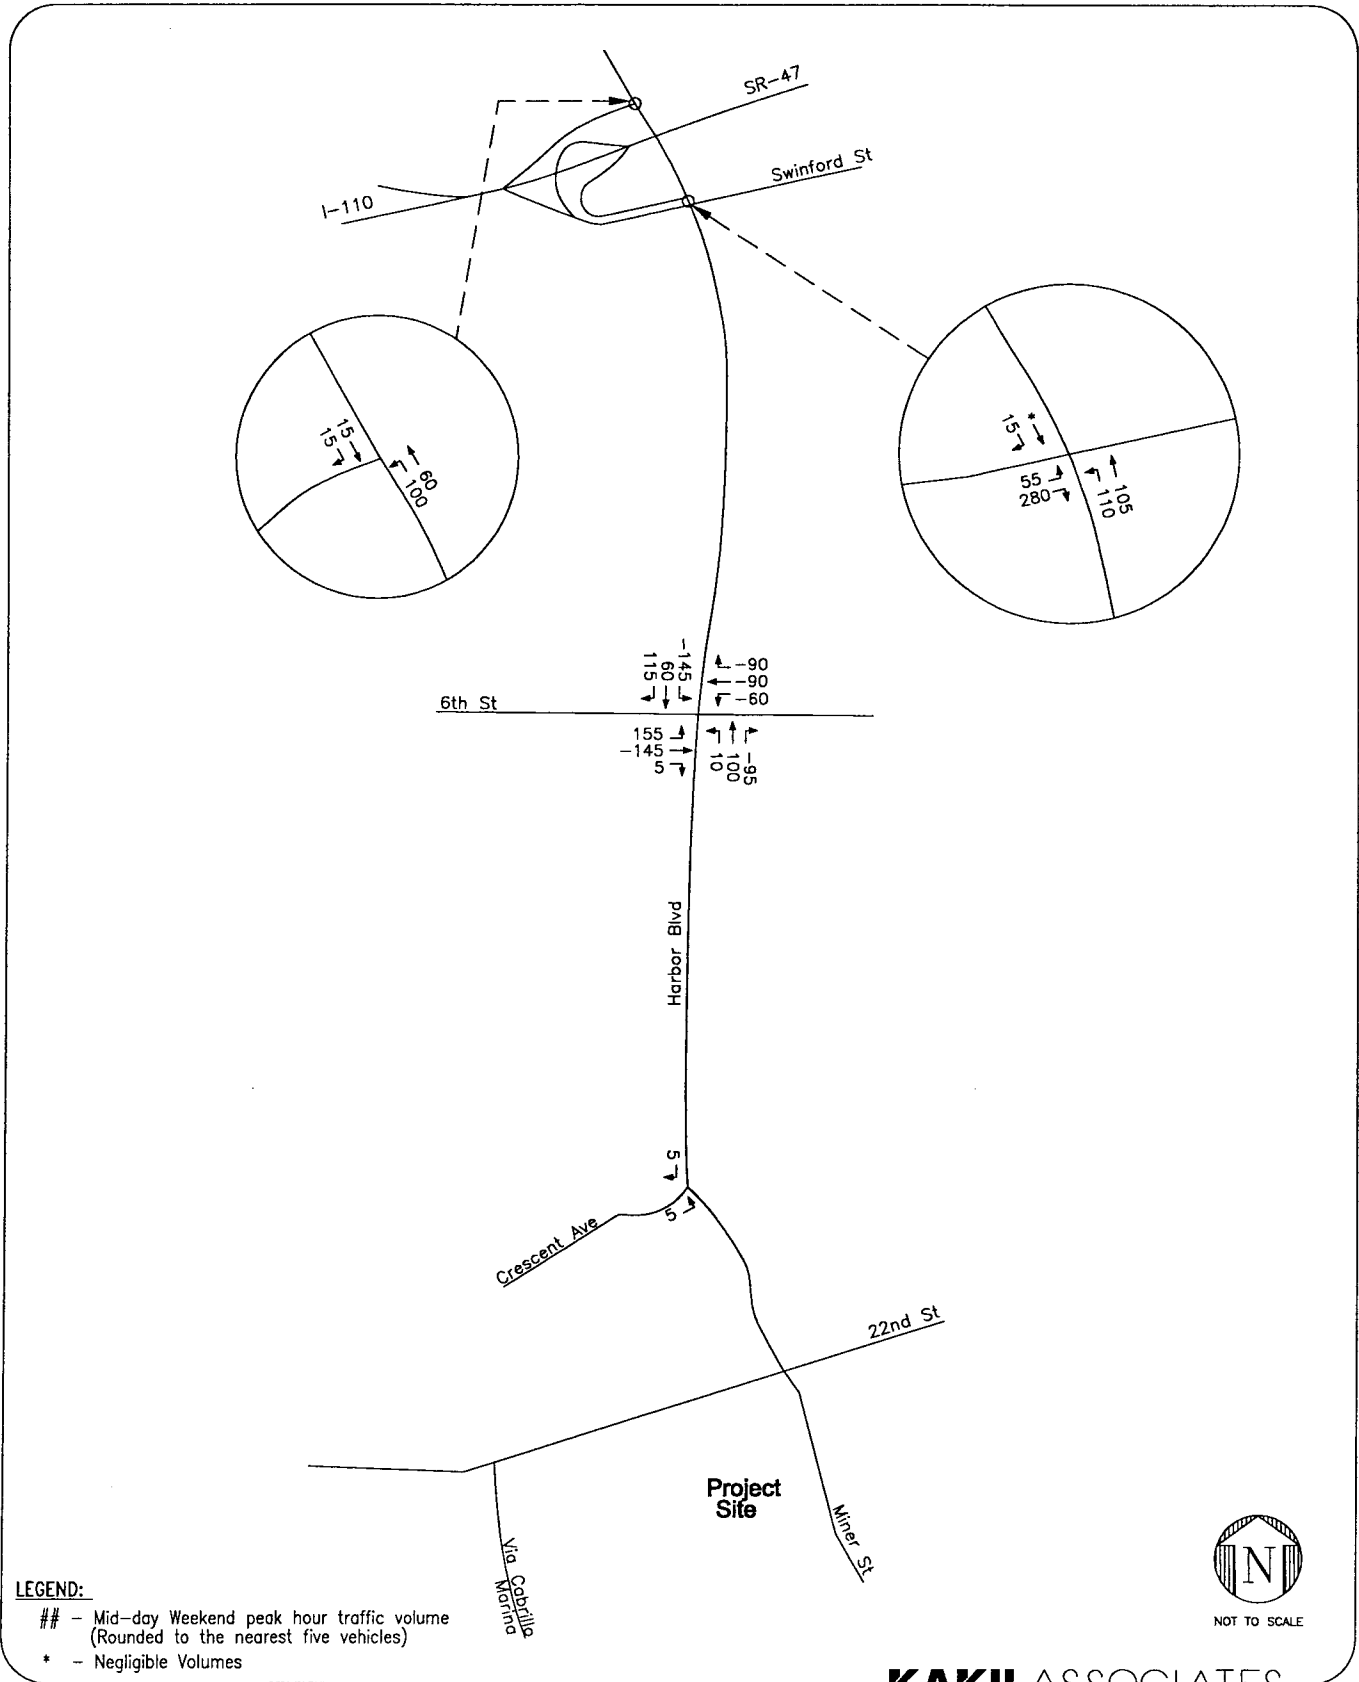 SR-47
Swinford St
I-110
15
15
60
100
*
15
55
280
105
110
-145
60
115
-90
-90
-60
6th St
155
-145
5
10
100
-95
Harbor Blvd
5
5
Crescent Ave
22nd St
Project
Site
Miner St
Via Cabrillo
Marina
N
NOT TO SCALE
LEGEND:
## - Mid-day Weekend peak hour traffic volume
(Rounded to the nearest five vehicles)
* - Negligible Volumes
KAKU ASSOCIATES